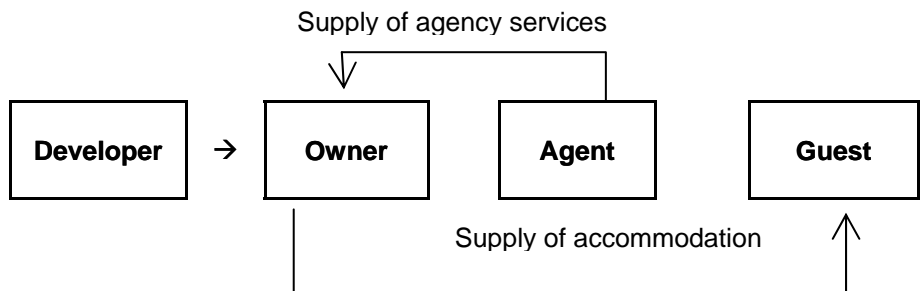 Supply of agency services
Developer → Owner Agent Guest
Supply of accommodation